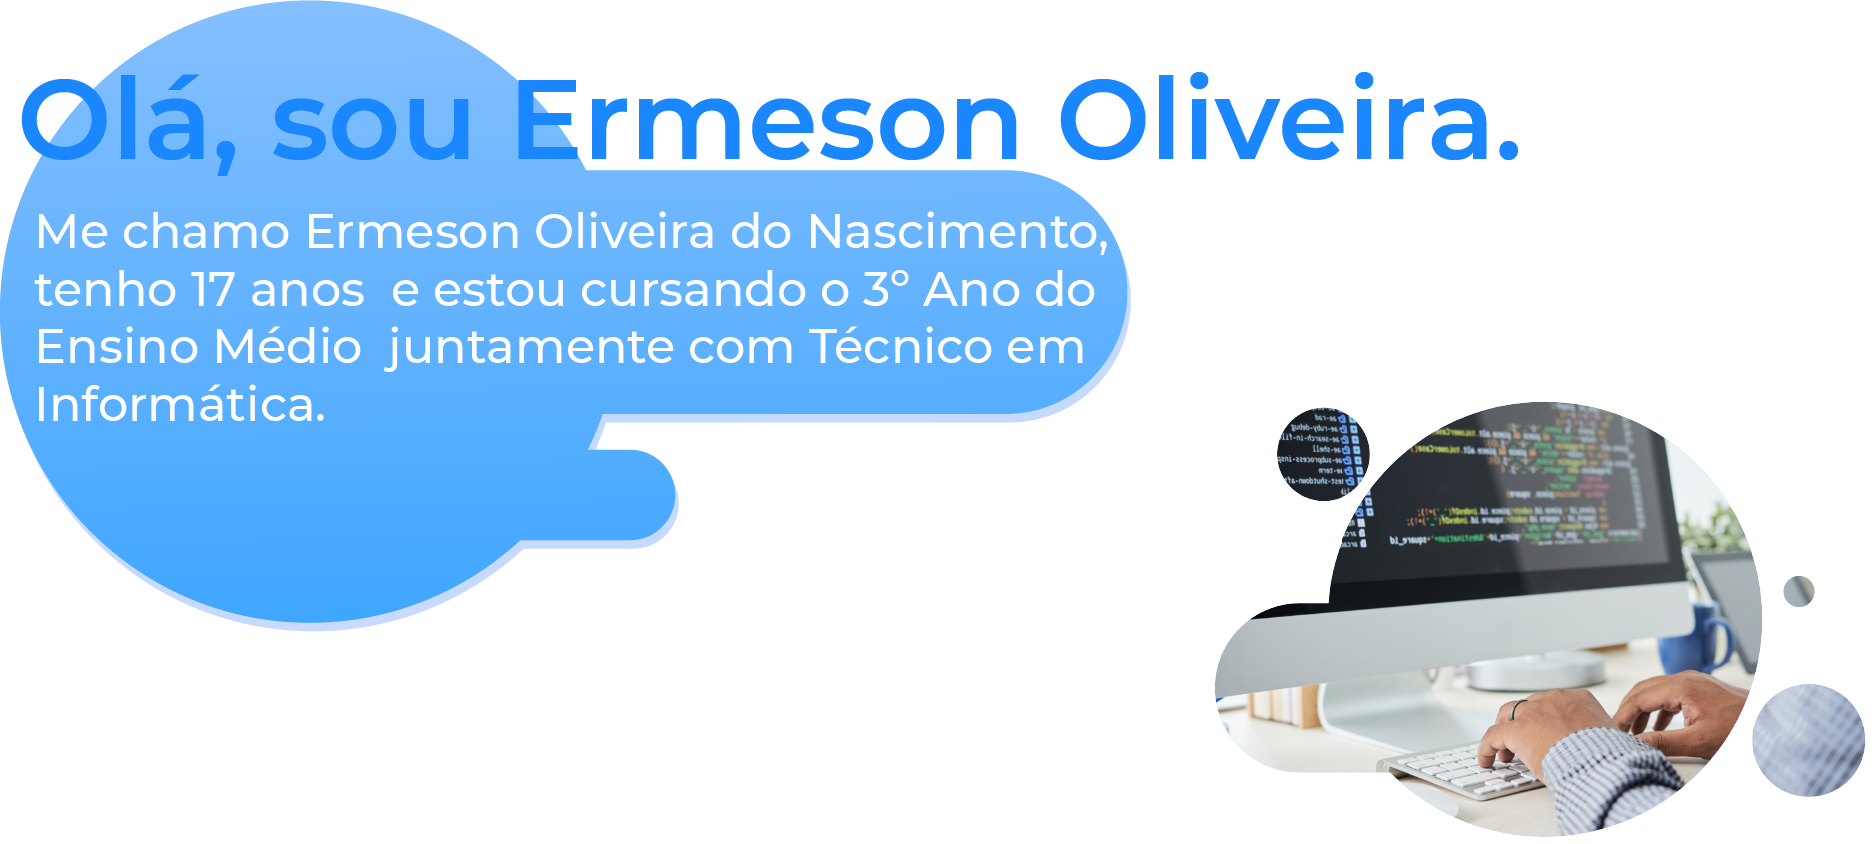 Olá, sou Ermeson Oliveira.
Me chamo Ermeson Oliveira do Nascimento,
tenho 17 anos  e estou cursando o 3º Ano do
Ensino Médio  juntamente com Técnico em
Informática.